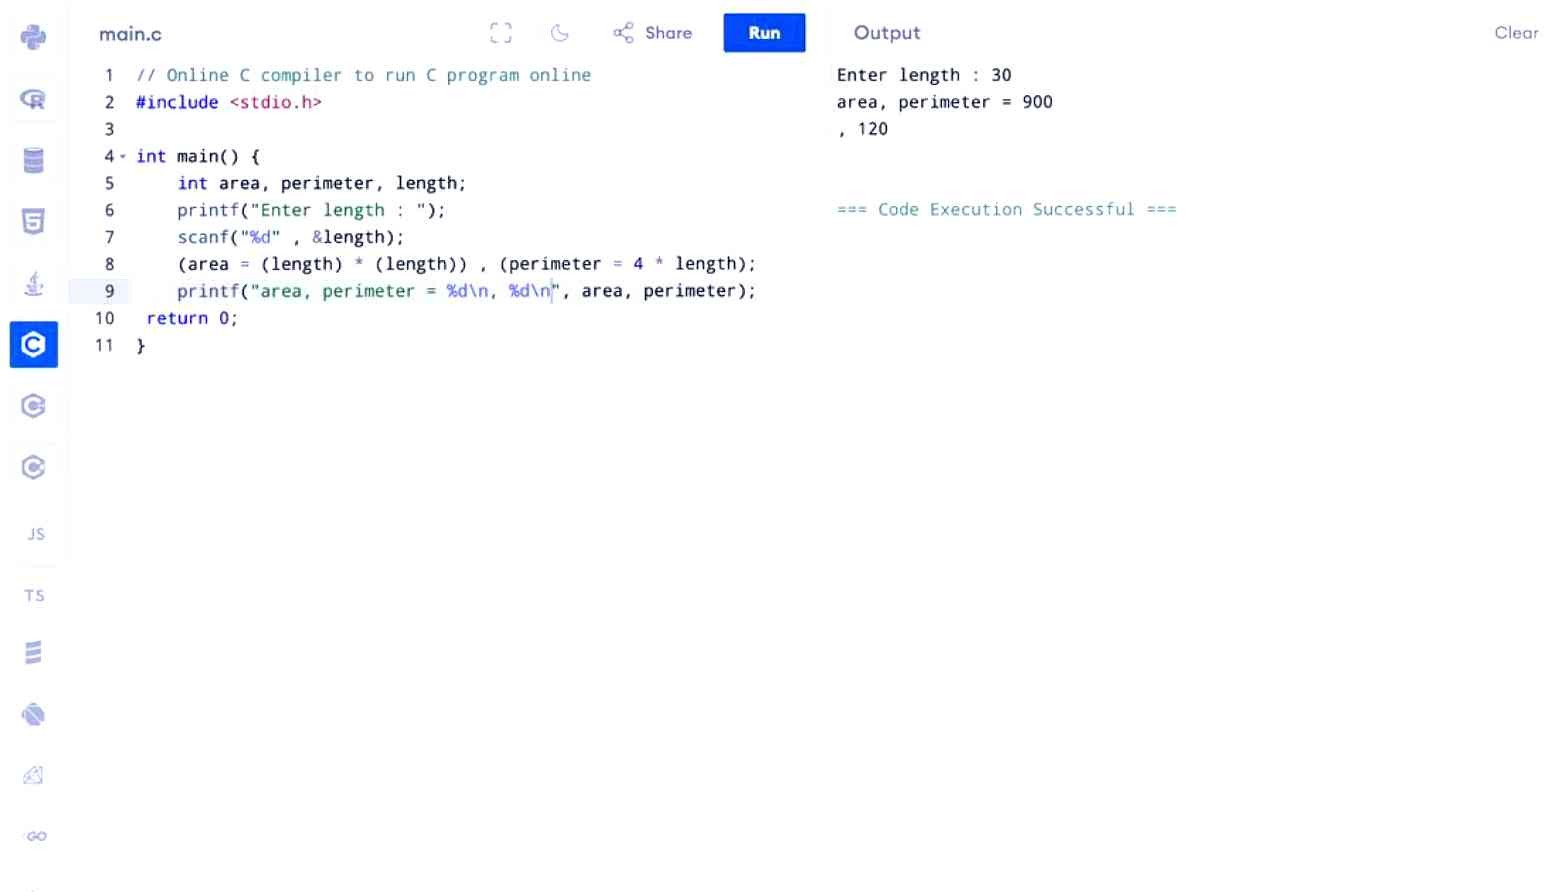 main.c
Share
Run
Output
Clear
1 // Online C compiler to run C program online
2 #include <stdio.h>
3
4 int main() {
5 int area, perimeter, length;
6 printf("Enter length : ");
7 scanf("%d" , &length);
8 (area = (length) * (length)) , (perimeter = 4 * length);
9 printf("area, perimeter = %d\n, %d\n", area, perimeter);
10 return 0;
11 }
Enter length : 30
area, perimeter = 900
, 120
=== Code Execution Successful ===
R
5
C
C
C
JS
TS
GO